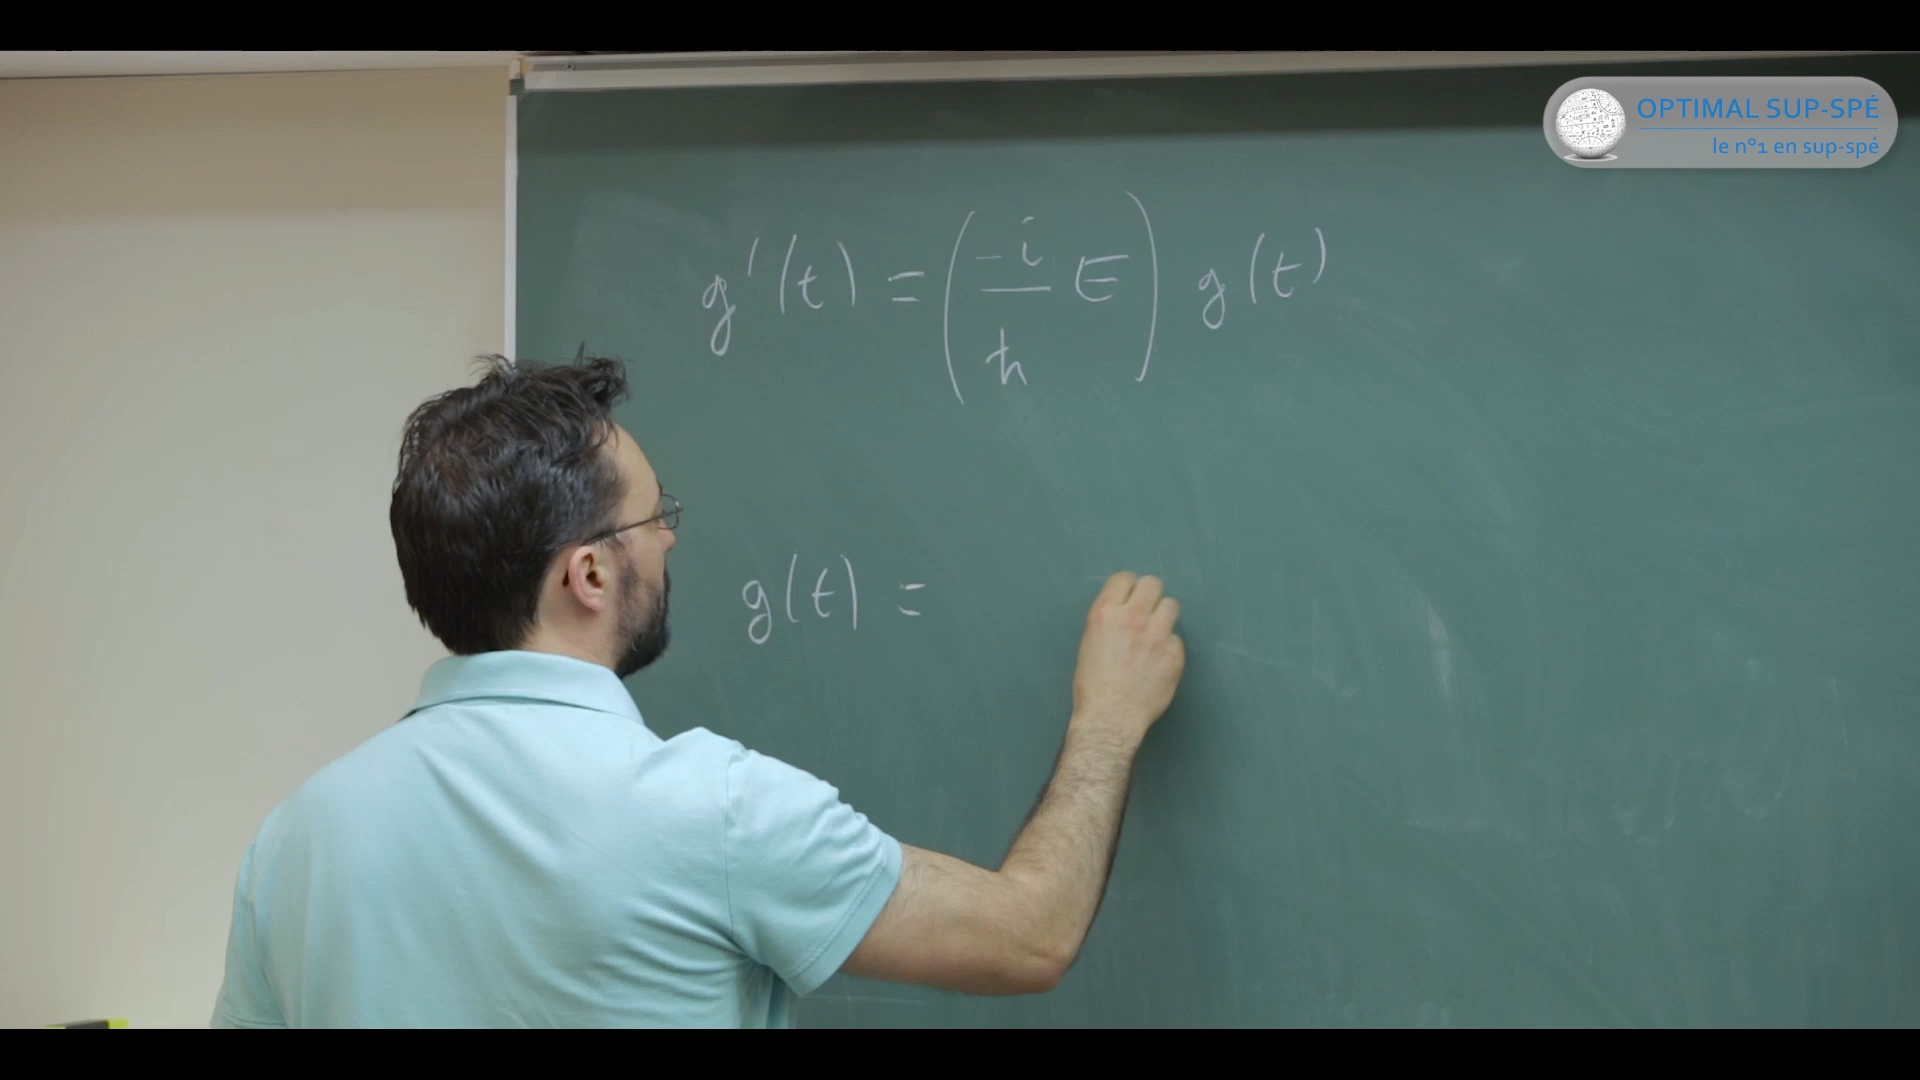 OPTIMAL SUP-SPÉ
le n°1 en sup-spé
g'(t) = (-i/ħ E) g(t)
g(t) =